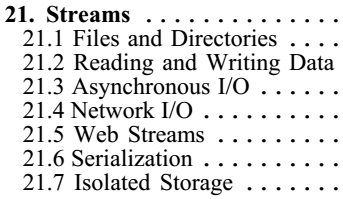 21. Streams . . . . . . . . . . . . . .
21.1 Files and Directories . . . .
21.2 Reading and Writing Data
21.3 Asynchronous I/O . . . . . .
21.4 Network I/O . . . . . . . . . .
21.5 Web Streams . . . . . . . . .
21.6 Serialization . . . . . . . . . .
21.7 Isolated Storage . . . . . . .